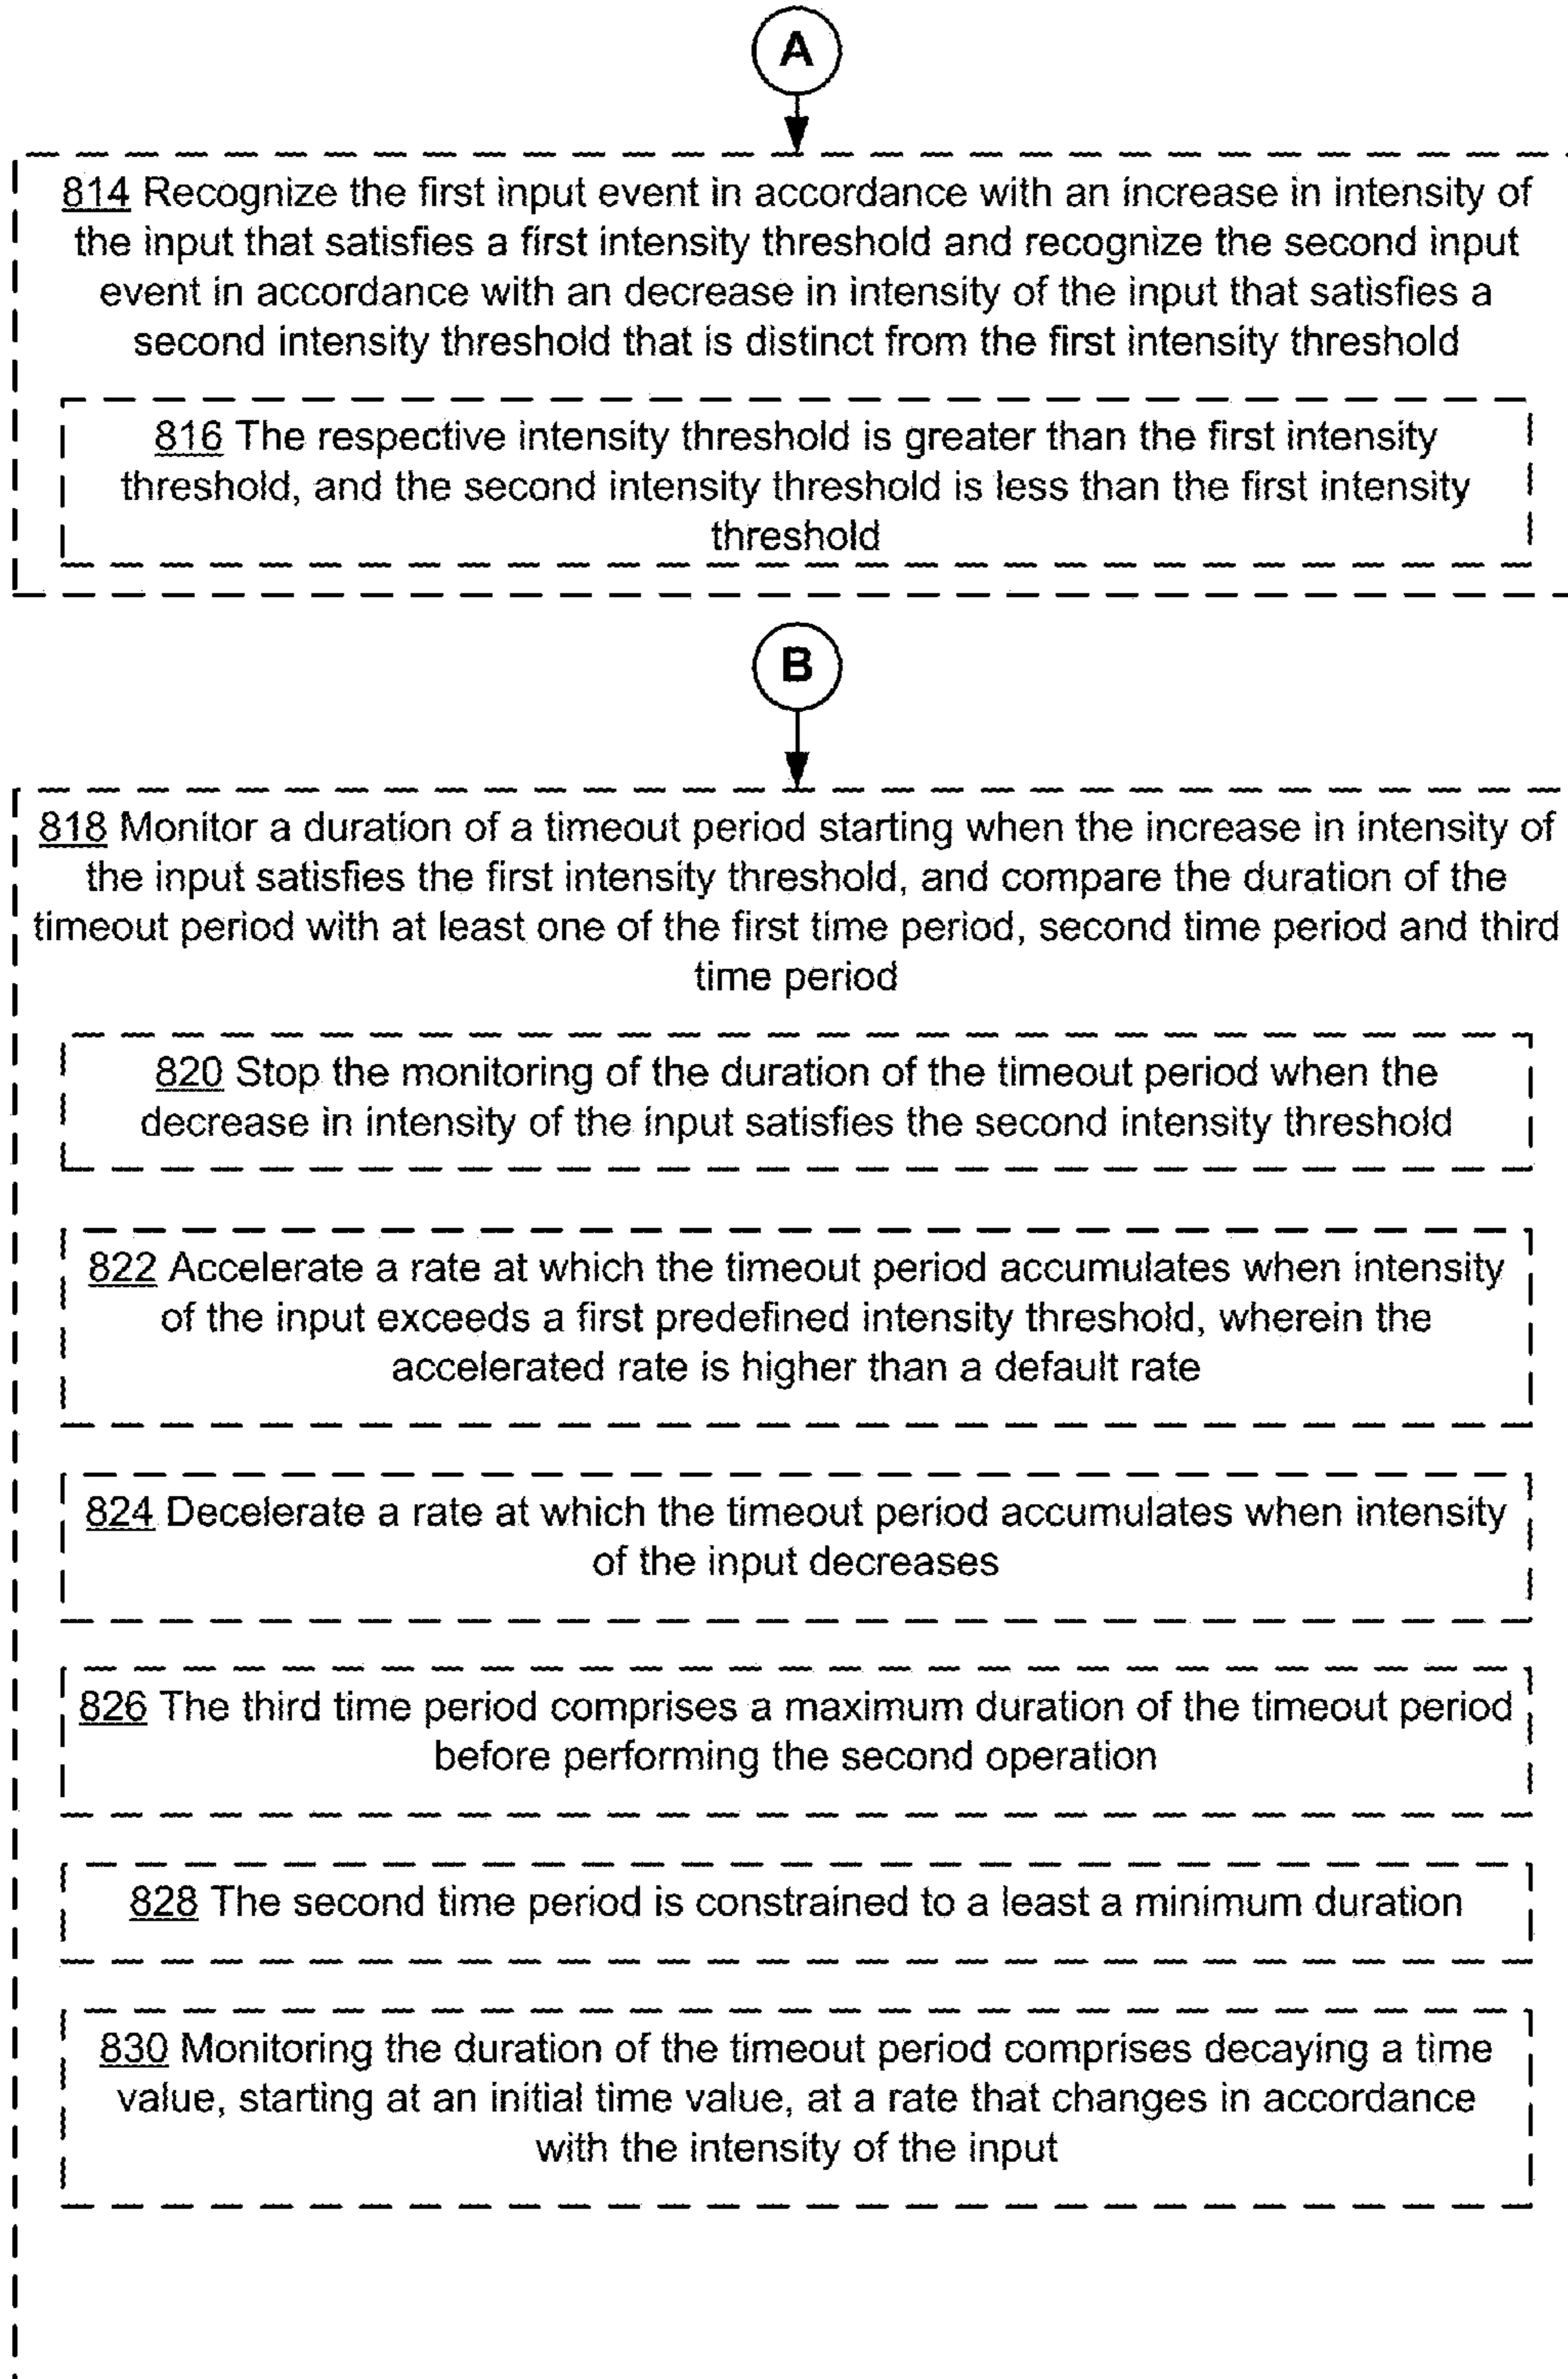 A
814 Recognize the first input event in accordance with an increase in intensity of
the input that satisfies a first intensity threshold and recognize the second input
event in accordance with an decrease in intensity of the input that satisfies a
second intensity threshold that is distinct from the first intensity threshold
816 The respective intensity threshold is greater than the first intensity
threshold, and the second intensity threshold is less than the first intensity
threshold
B
818 Monitor a duration of a timeout period starting when the increase in intensity of
the input satisfies the first intensity threshold, and compare the duration of the
timeout period with at least one of the first time period, second time period and third
time period
820 Stop the monitoring of the duration of the timeout period when the
decrease in intensity of the input satisfies the second intensity threshold
822 Accelerate a rate at which the timeout period accumulates when intensity
of the input exceeds a first predefined intensity threshold, wherein the
accelerated rate is higher than a default rate
824 Decelerate a rate at which the timeout period accumulates when intensity
of the input decreases
826 The third time period comprises a maximum duration of the timeout period
before performing the second operation
828 The second time period is constrained to a least a minimum duration
830 Monitoring the duration of the timeout period comprises decaying a time
value, starting at an initial time value, at a rate that changes in accordance
with the intensity of the input